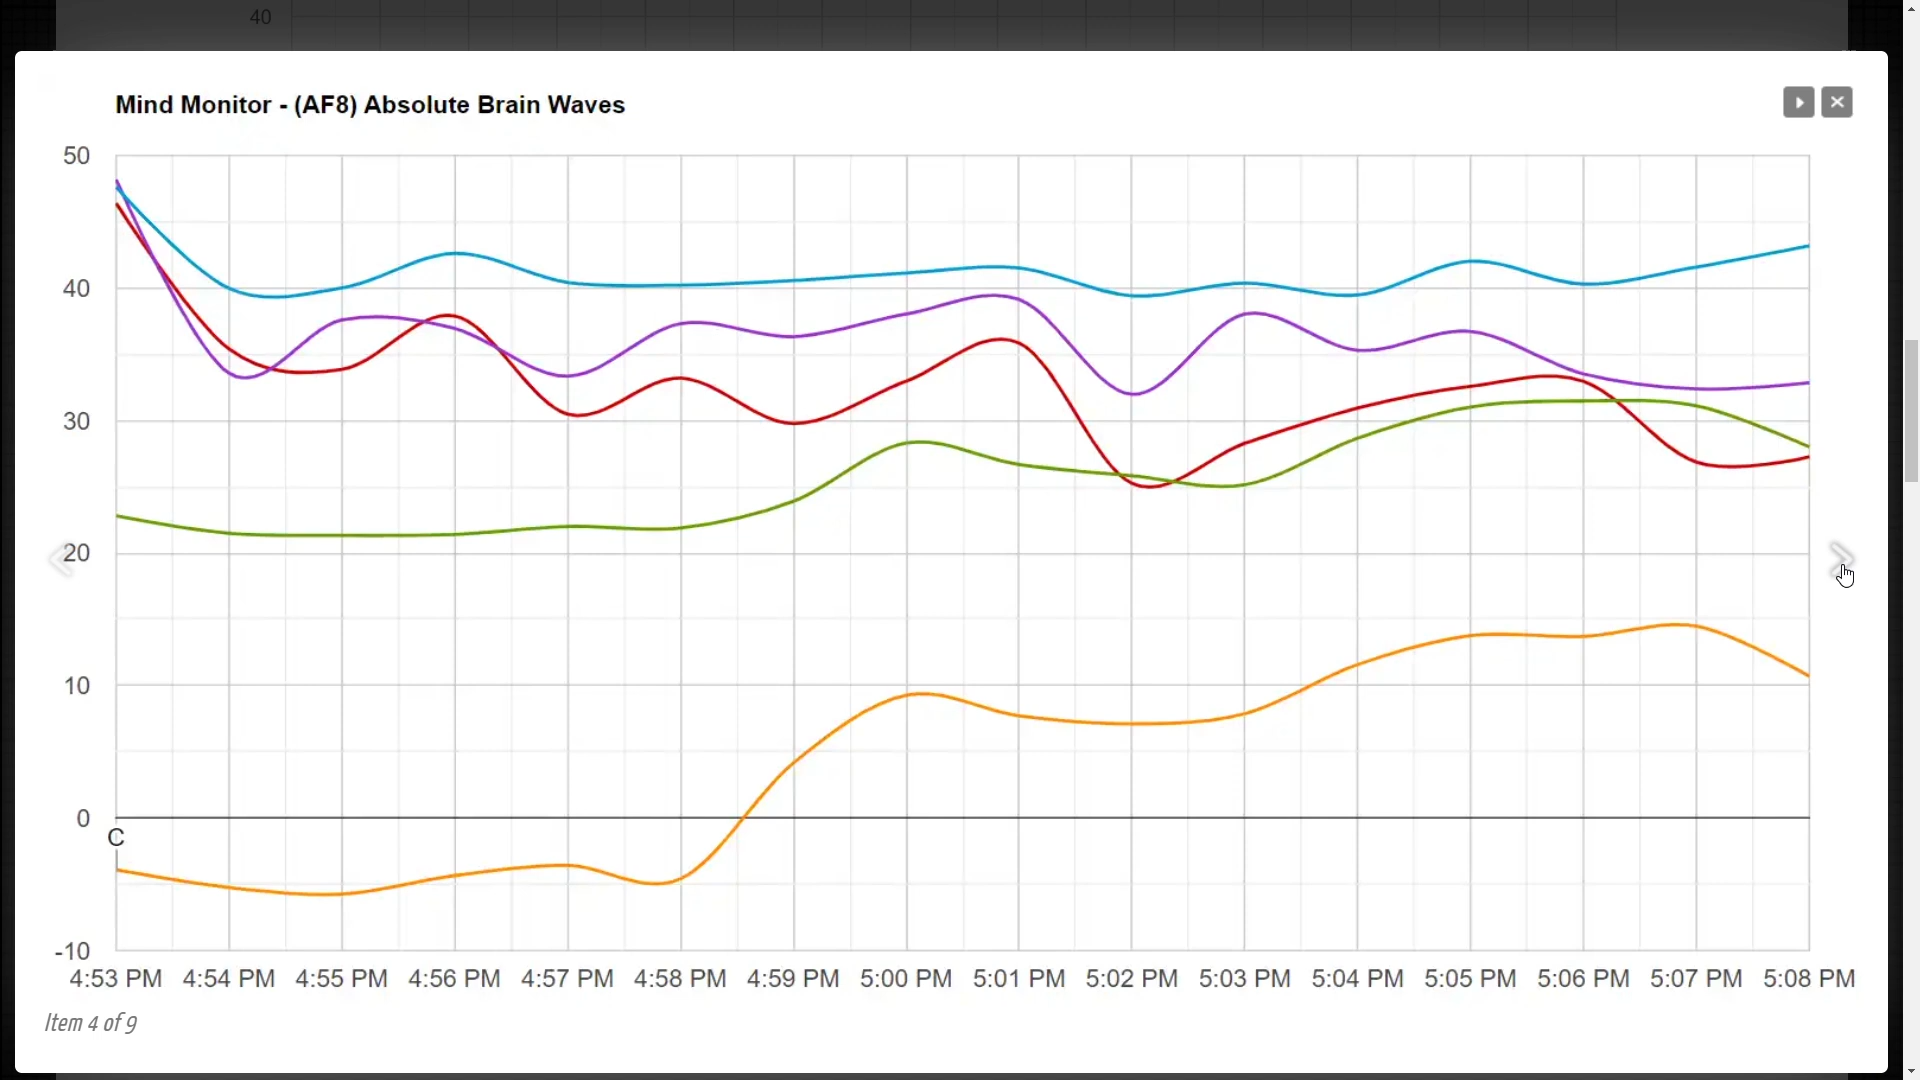 40
Mind Monitor - (AF8) Absolute Brain Waves
50
40
30
20
10
0
C
-10
4:53 PM 4:54 PM 4:55 PM 4:56 PM 4:57 PM 4:58 PM 4:59 PM 5:00 PM 5:01 PM 5:02 PM 5:03 PM 5:04 PM 5:05 PM 5:06 PM 5:07 PM 5:08 PM
Item 4 of 9